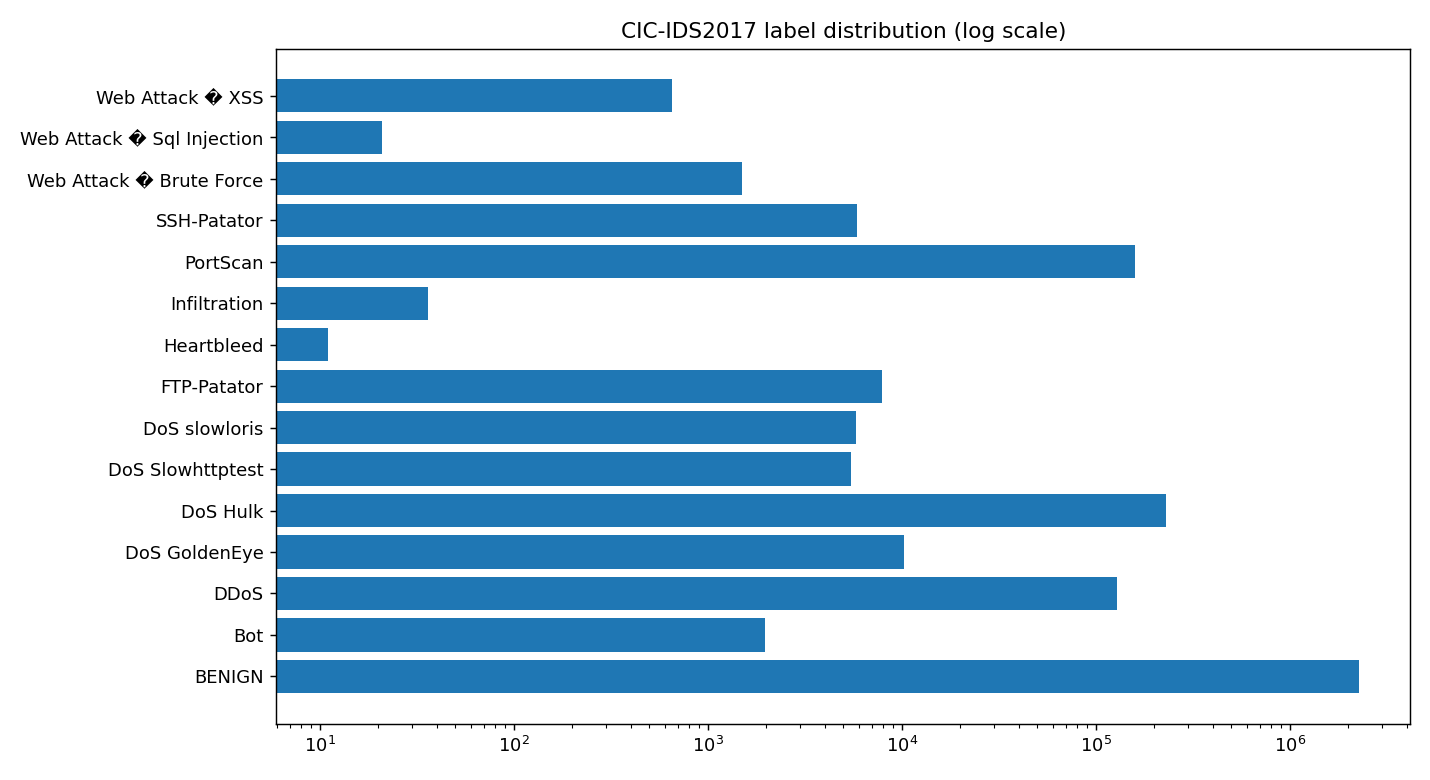 CIC-IDS2017 label distribution (log scale)
Web Attack � XSS
Web Attack � Sql Injection
Web Attack � Brute Force
SSH-Patator
PortScan
Infiltration
Heartbleed
FTP-Patator
DoS slowloris
DoS Slowhttptest
DoS Hulk
DoS GoldenEye
DDoS
Bot
BENIGN
10¹ 10² 10³ 10⁴ 10⁵ 10⁶